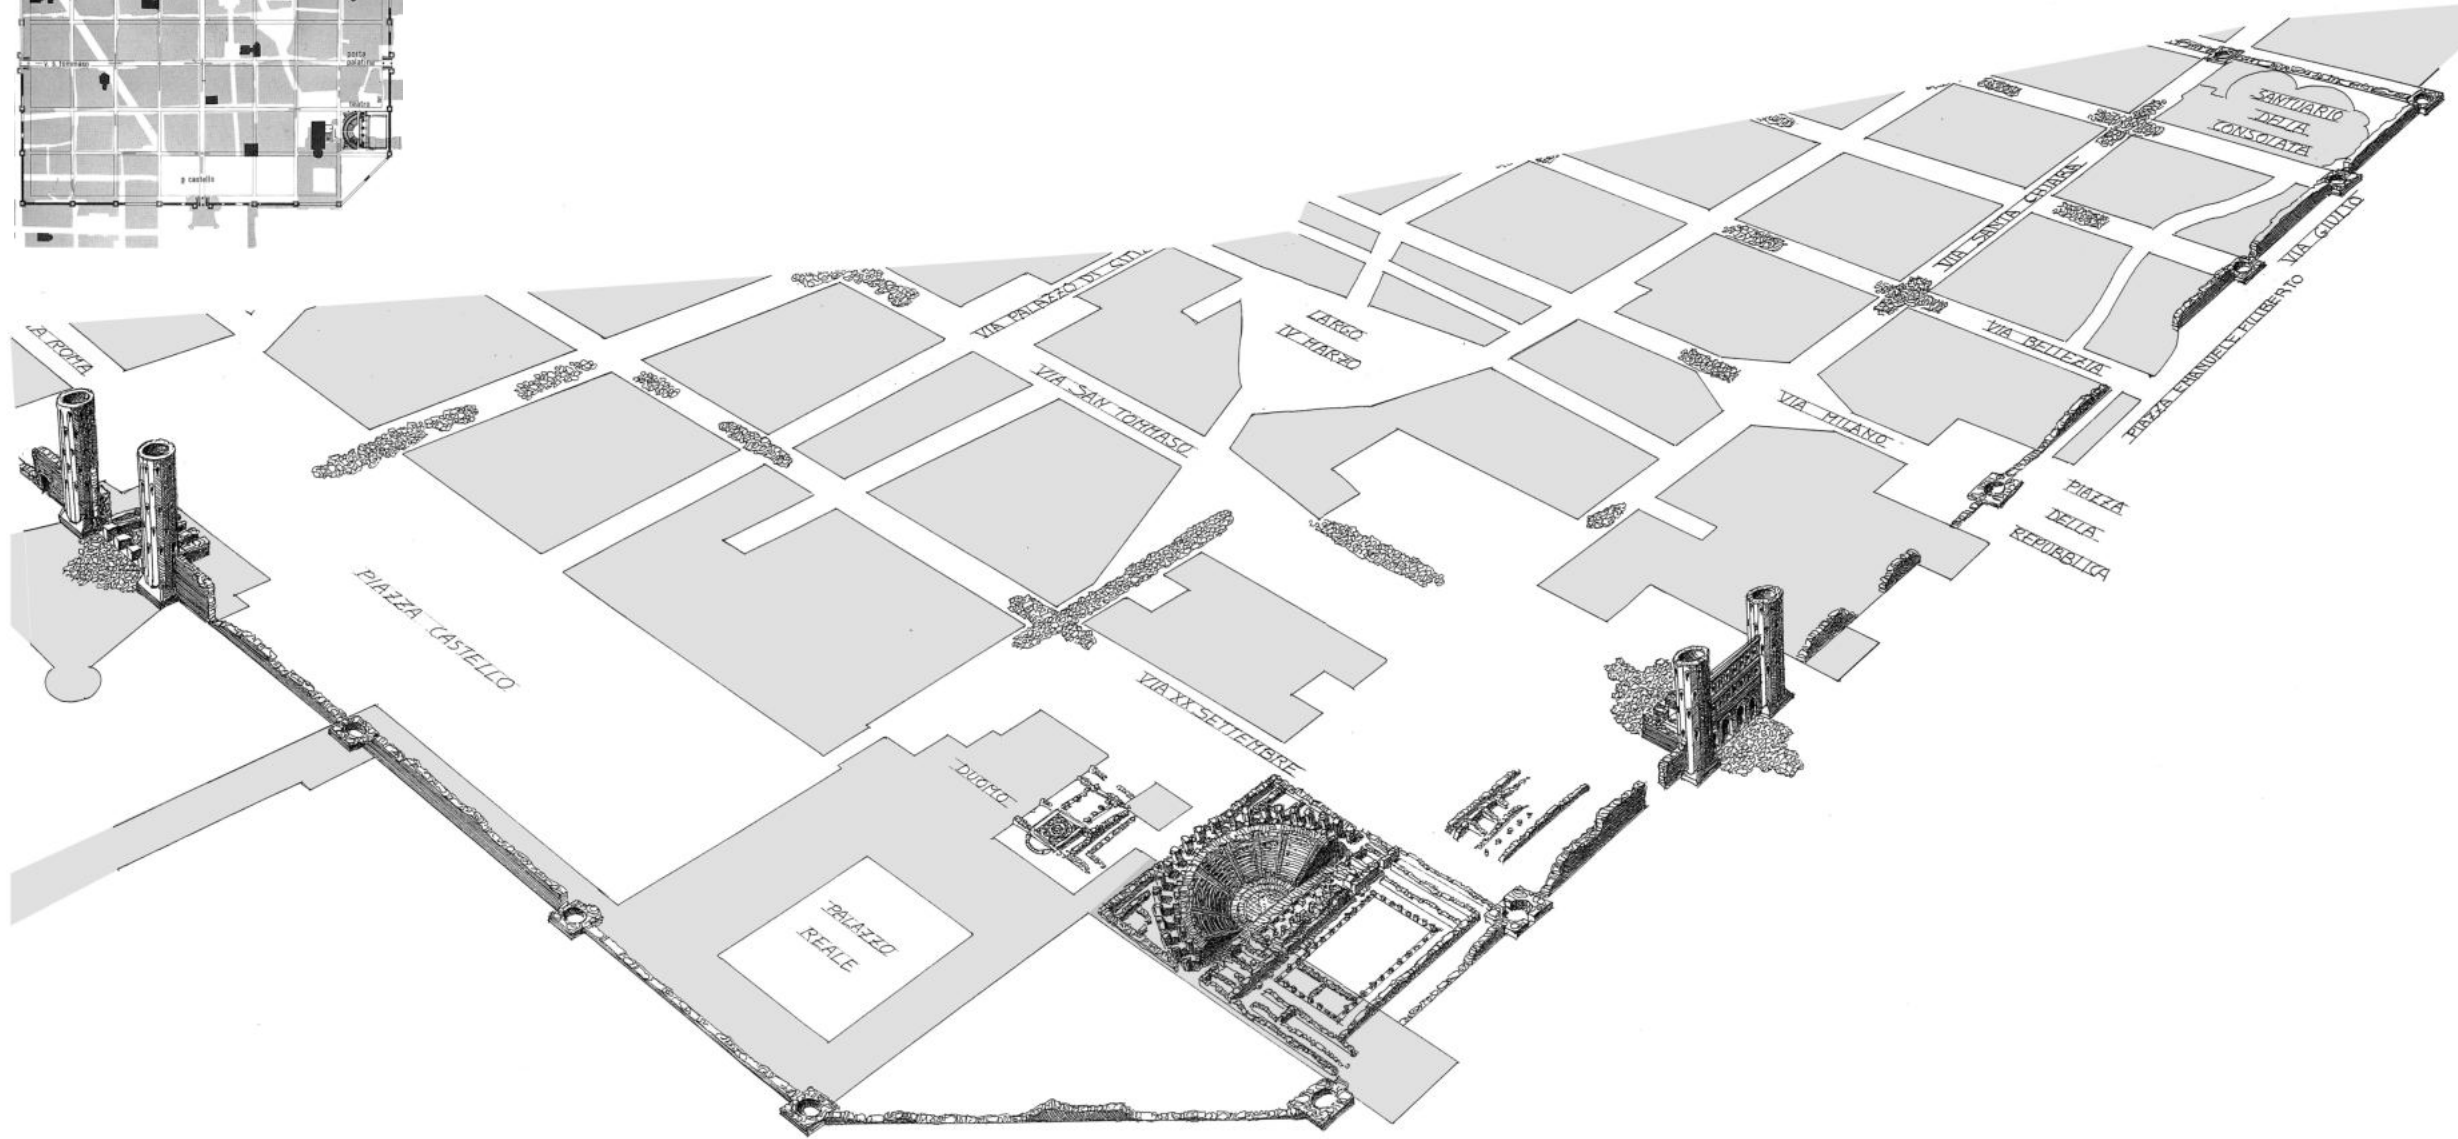 v. s. tommaso
porta
palatina
teatro
p. castello
SANTUARIO
DELLA
CONSOLATA
VIA SANTA CHIARA
VIA GIULIO
VIA PALAZZO DI
LARGO
IV MARZO
VIA BELLEZIA
PIAZZA EMANUELE FILIBERTO
A ROMA
VIA SAN TOMMASO
VIA MILANO
PIAZZA
DELLA
REPUBBLICA
PIAZZA CASTELLO
VIA XX SETTEMBRE
DUOMO
PALAZZO
REALE